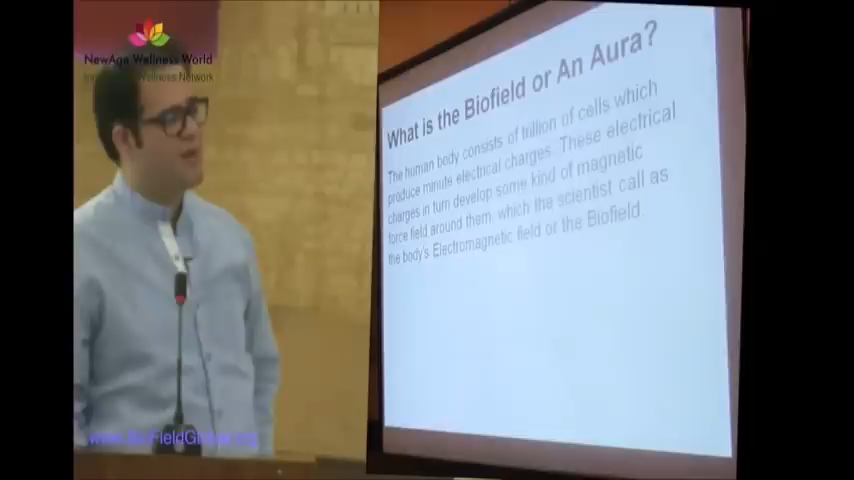 NewAge Wellness World
International Wellness Network
What is the Biofield or An Aura?
The human body consists of trillion of cells which
produce minute electrical charges. These electrical
charges in turn develop some kind of magnetic
force field around them, which the scientist call as
the body's Electromagnetic field or the Biofield.
www.BioFieldGlobal.org